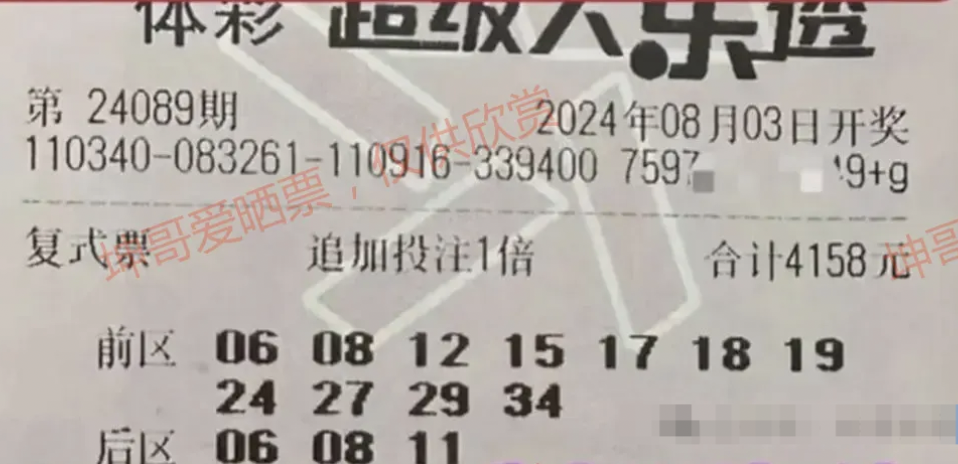 体彩 超级大乐透
第 24089期 2024年08月03日开奖
110340-083261-110916-339400 7597 9+g
坤哥爱晒票，仅供欣赏
复式票 追加投注1倍 合计4158元
坤哥
前区 06 08 12 15 17 18 19
24 27 29 34
后区 06 08 11